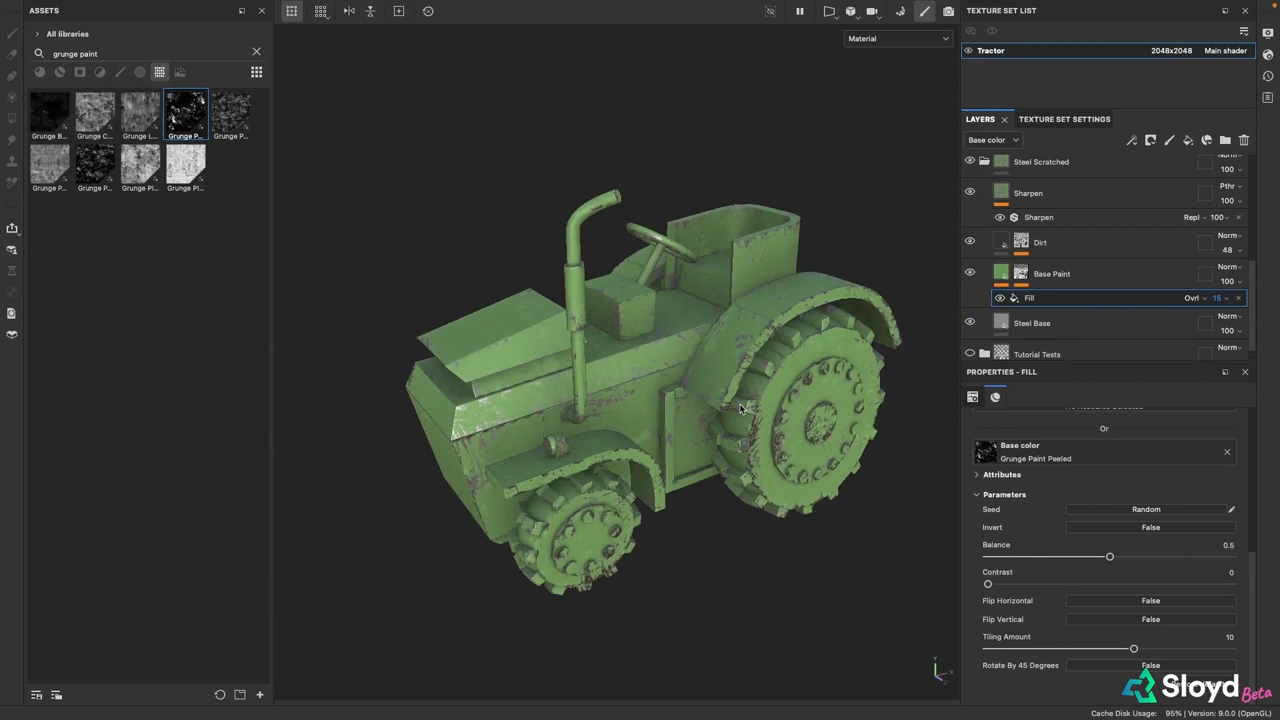 ASSETS
All libraries
grunge paint
Grunge B...
Grunge C...
Grunge L...
Grunge P...
Grunge P...
Grunge P...
Grunge P...
Grunge Pl...
Grunge Pl...
Material
TEXTURE SET LIST
Tractor 2048x2048 Main shader
LAYERS TEXTURE SET SETTINGS
Base color
Steel Scratched
Norm
100
Sharpen
Pthr
100
Sharpen Repl 100
Dirt
Norm
48
Base Paint
Norm
100
Fill Ovrl 15
Steel Base
Norm
100
Tutorial Tests
Norm
PROPERTIES - FILL
No Resource Selected
Or
Base color
Grunge Paint Peeled
Attributes
Parameters
Seed Random
Invert False
Balance 0.5
Contrast 0
Flip Horizontal False
Flip Vertical False
Tiling Amount 10
Rotate By 45 Degrees False
Sloyd Beta
Cache Disk Usage: 95% | Version: 9.0.0 (OpenGL)
Y